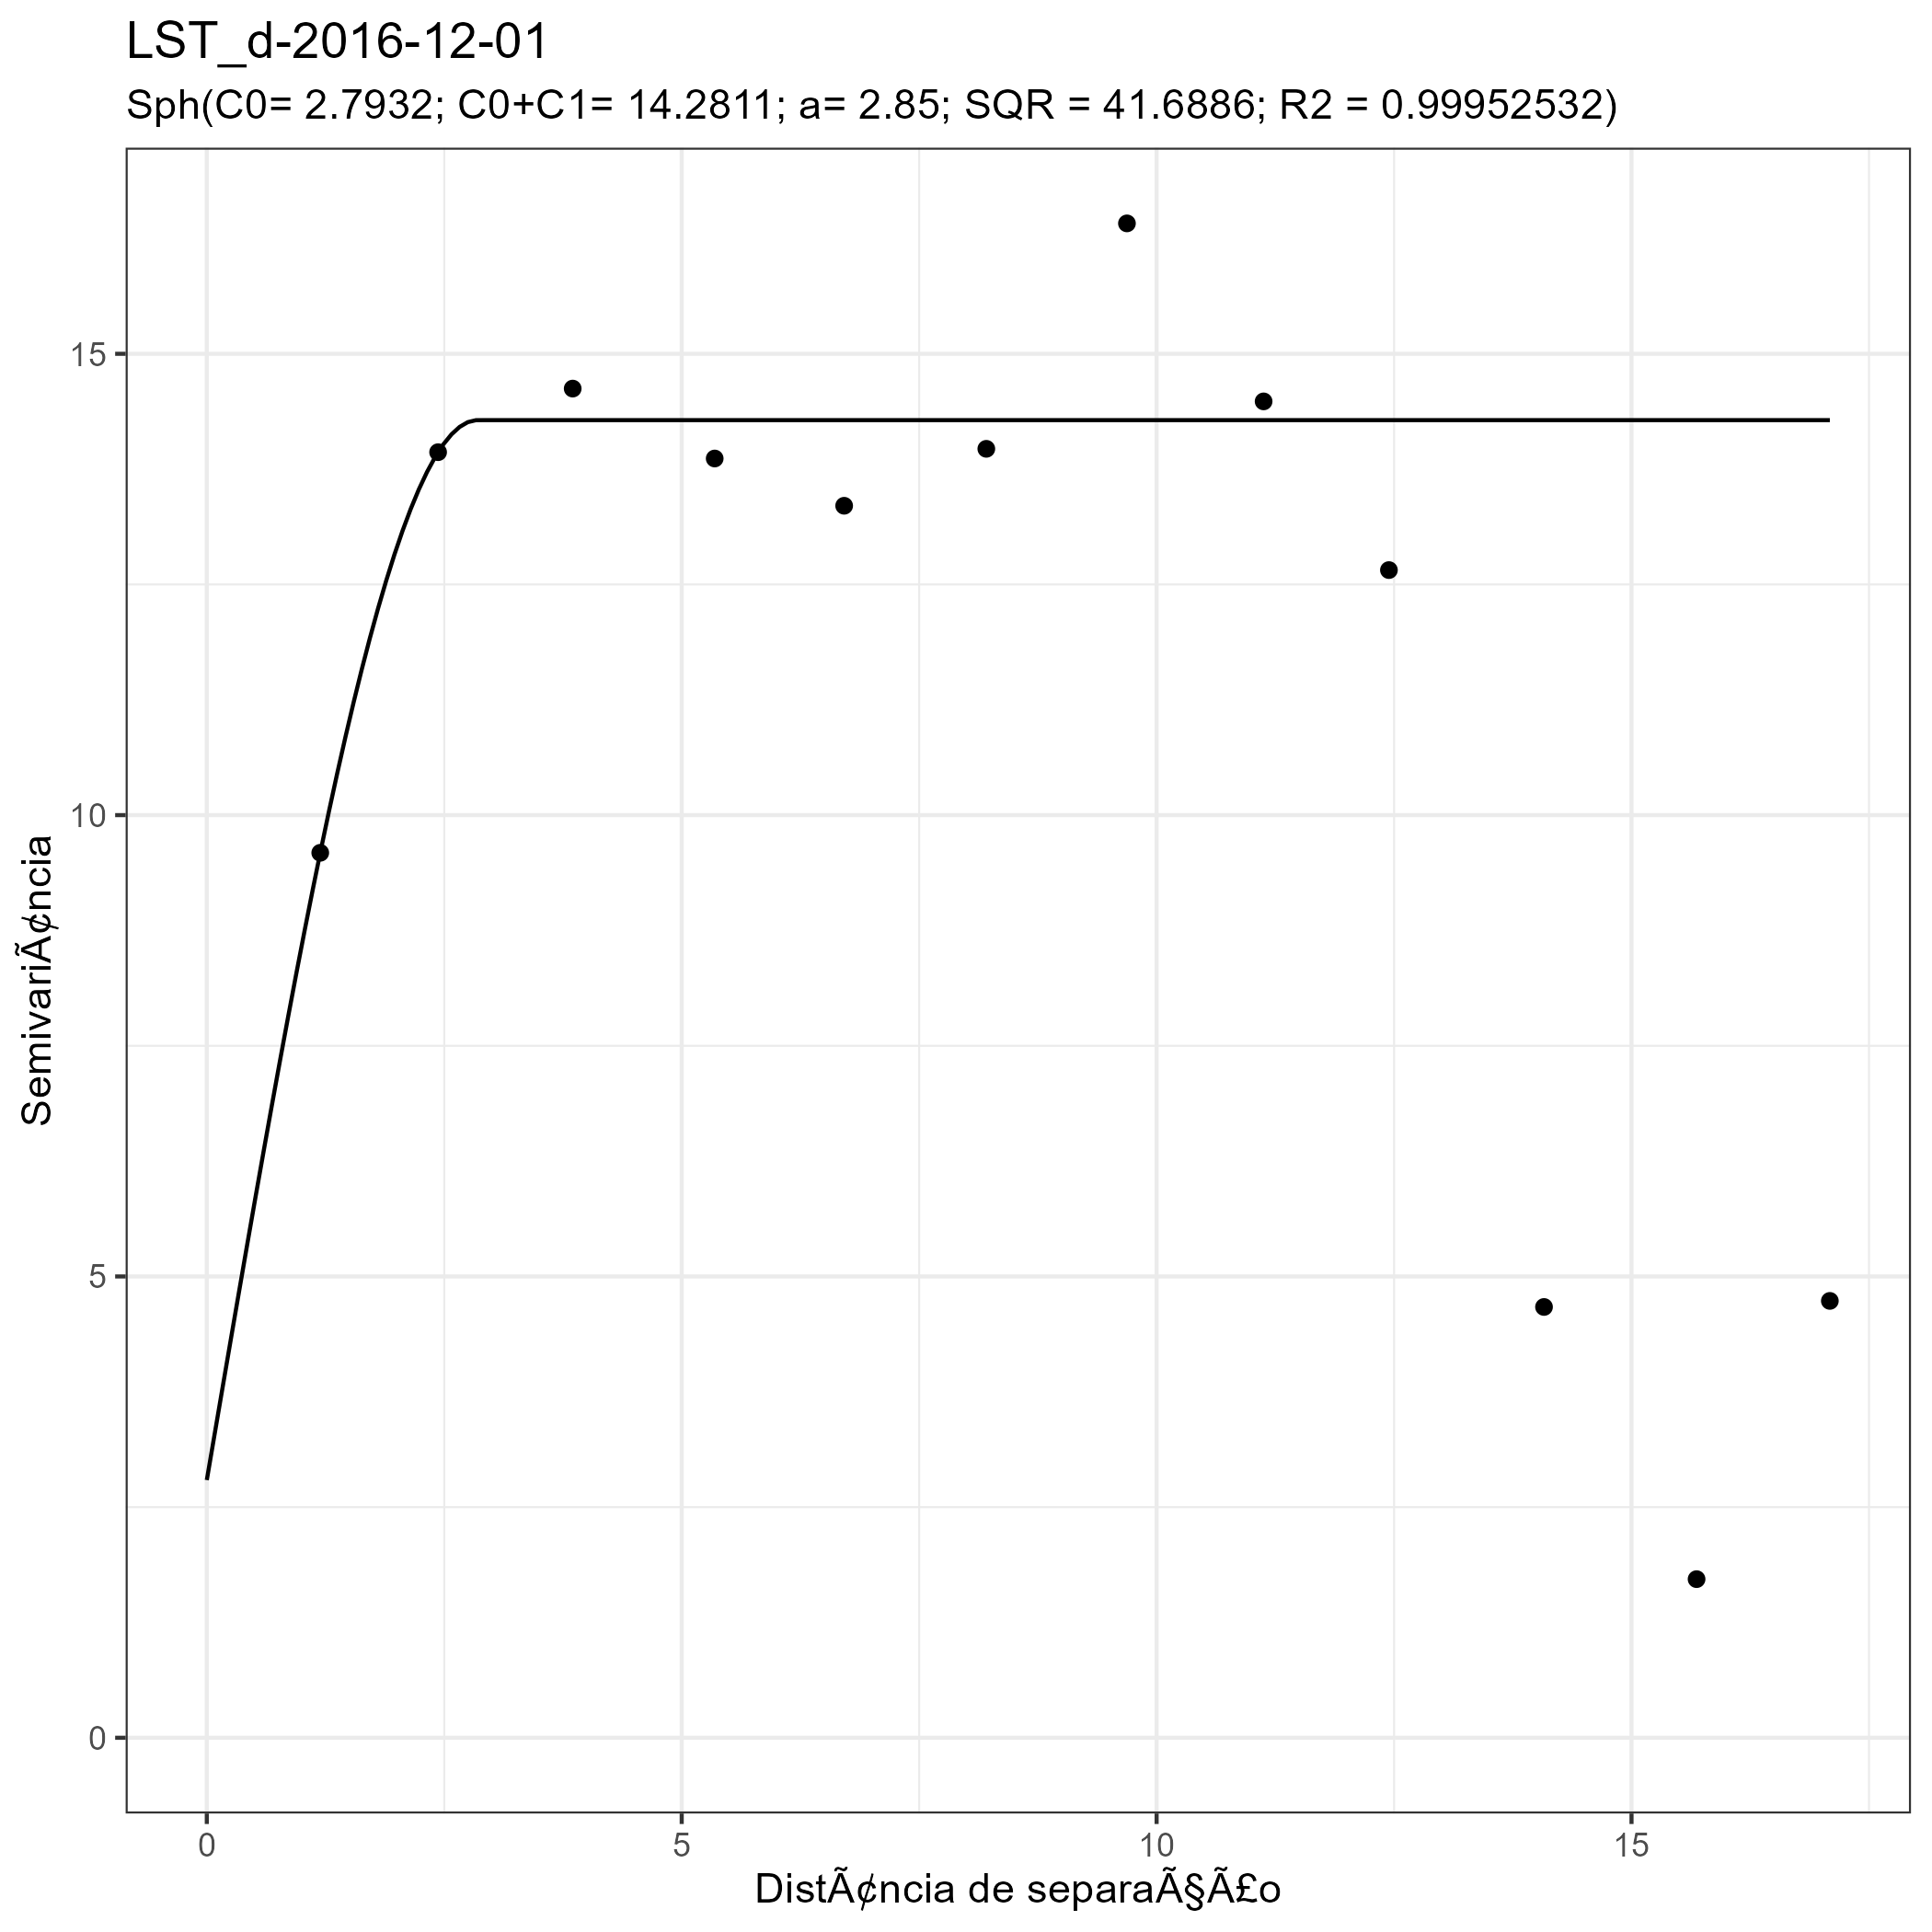 LST_d-2016-12-01
Sph(C0= 2.7932; C0+C1= 14.2811; a= 2.85; SQR = 41.6886; R2 = 0.99952532)
15
10
5
0
SemivariÃ¢ncia
0 5 10 15
DistÃ¢ncia de separaÃ§Ã£o